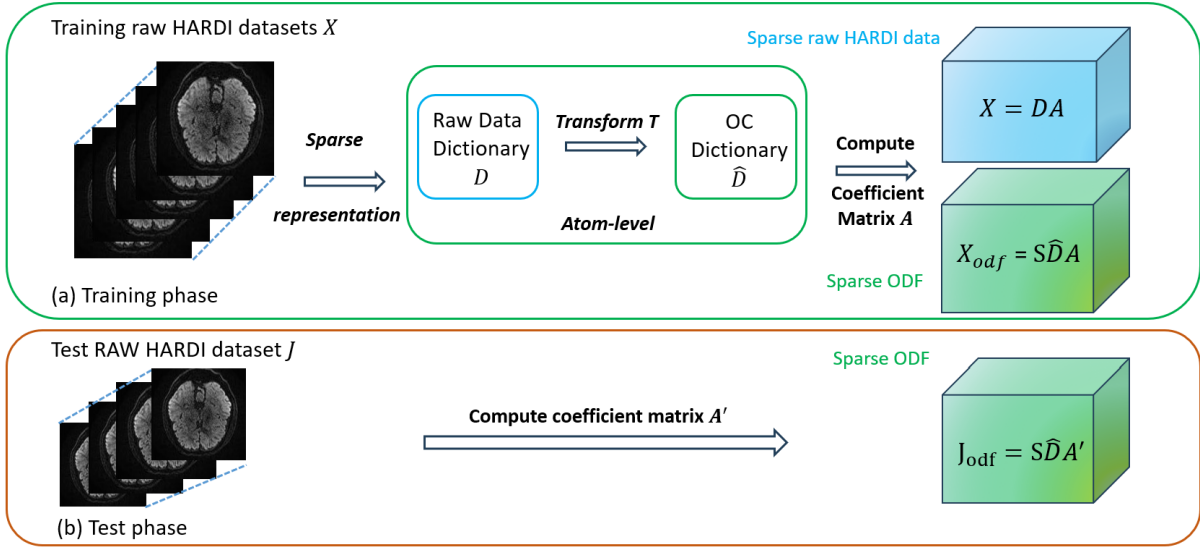 Training raw HARDI datasets X
Sparse
representation
Raw Data
Dictionary
D
Transform T
OC
Dictionary
D̂
Atom-level
Compute
Coefficient
Matrix A
Sparse raw HARDI data
X = DA
X_odf = SD̂A
Sparse ODF
(a) Training phase
Test RAW HARDI dataset J
Compute coefficient matrix A′
Sparse ODF
J_odf = SD̂A′
(b) Test phase